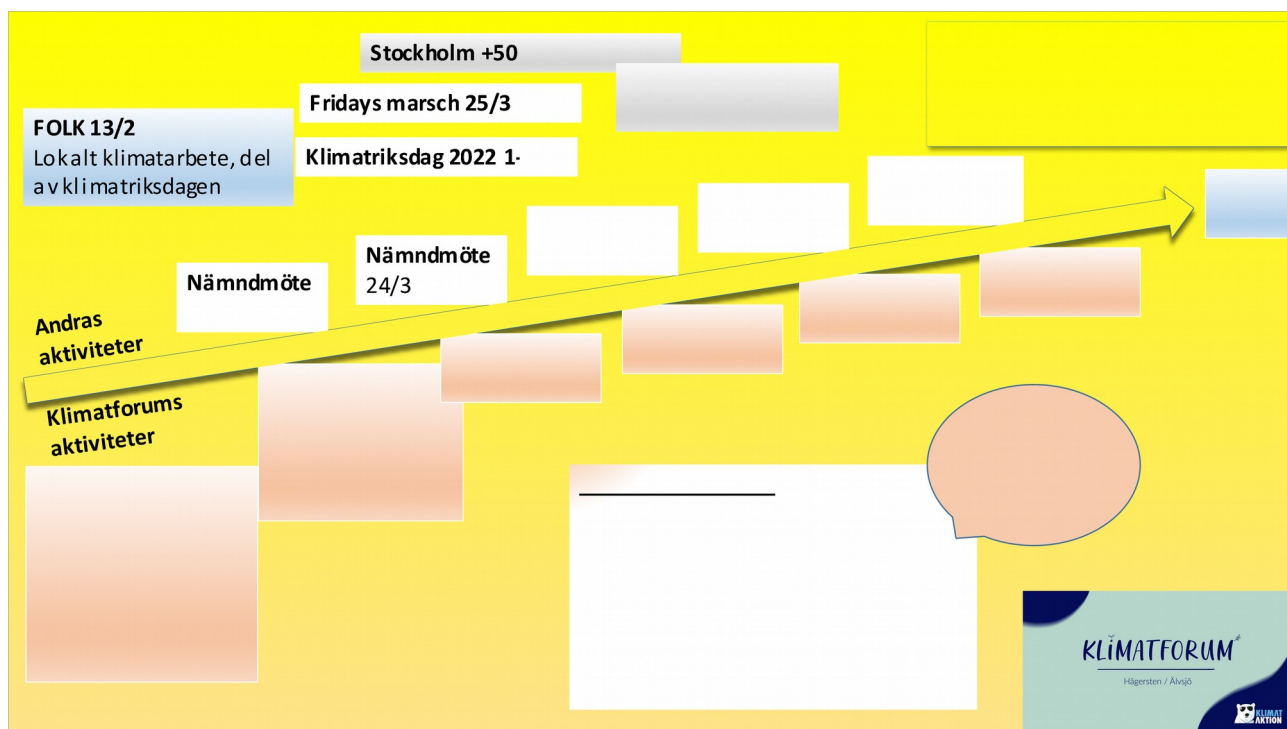 Stockholm +50
Fridays marsch 25/3
FOLK 13/2
Lokalt klimatarbete, del
av klimatriksdagen
Klimatriksdag 2022 1-
Nämndmöte
24/3
Nämndmöte
Andras
aktiviteter
Klimatforums
aktiviteter
KLIMATFORUM
Hägersten / Älvsjö
KLIMAT
AKTION